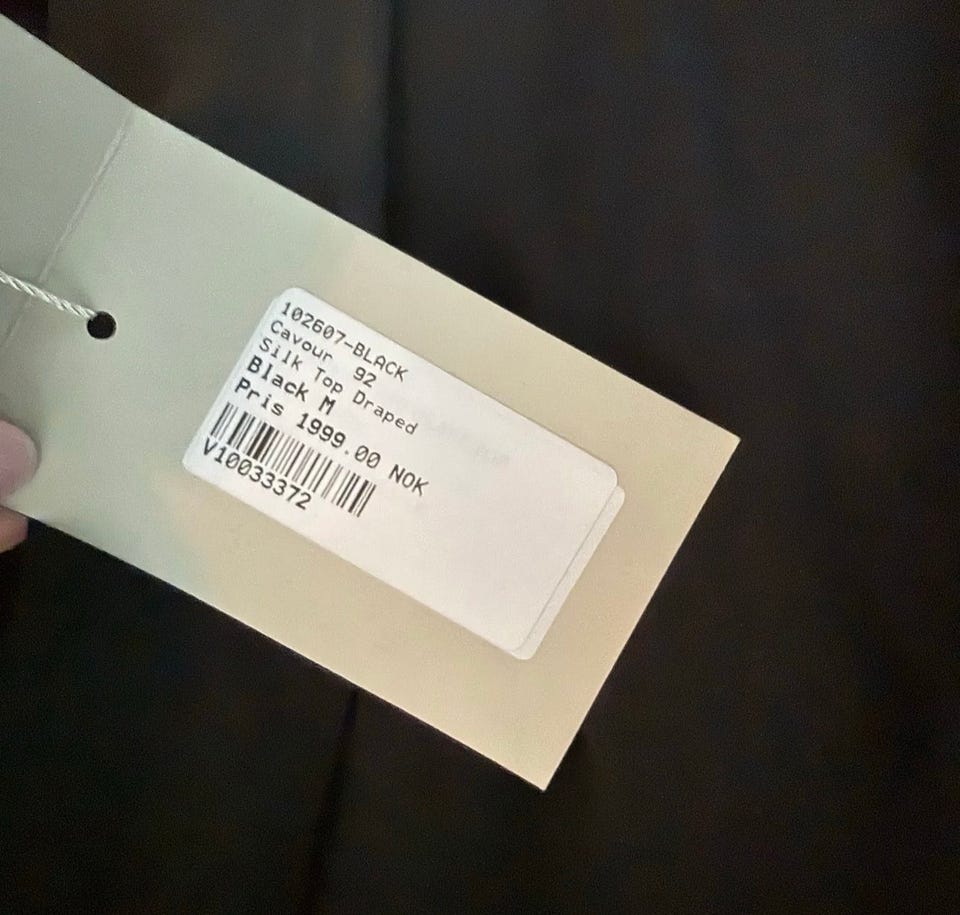 102607-BLACK
Cavour 92
Silk Top Draped
Black M
Pris 1999.00 NOK
V10033372